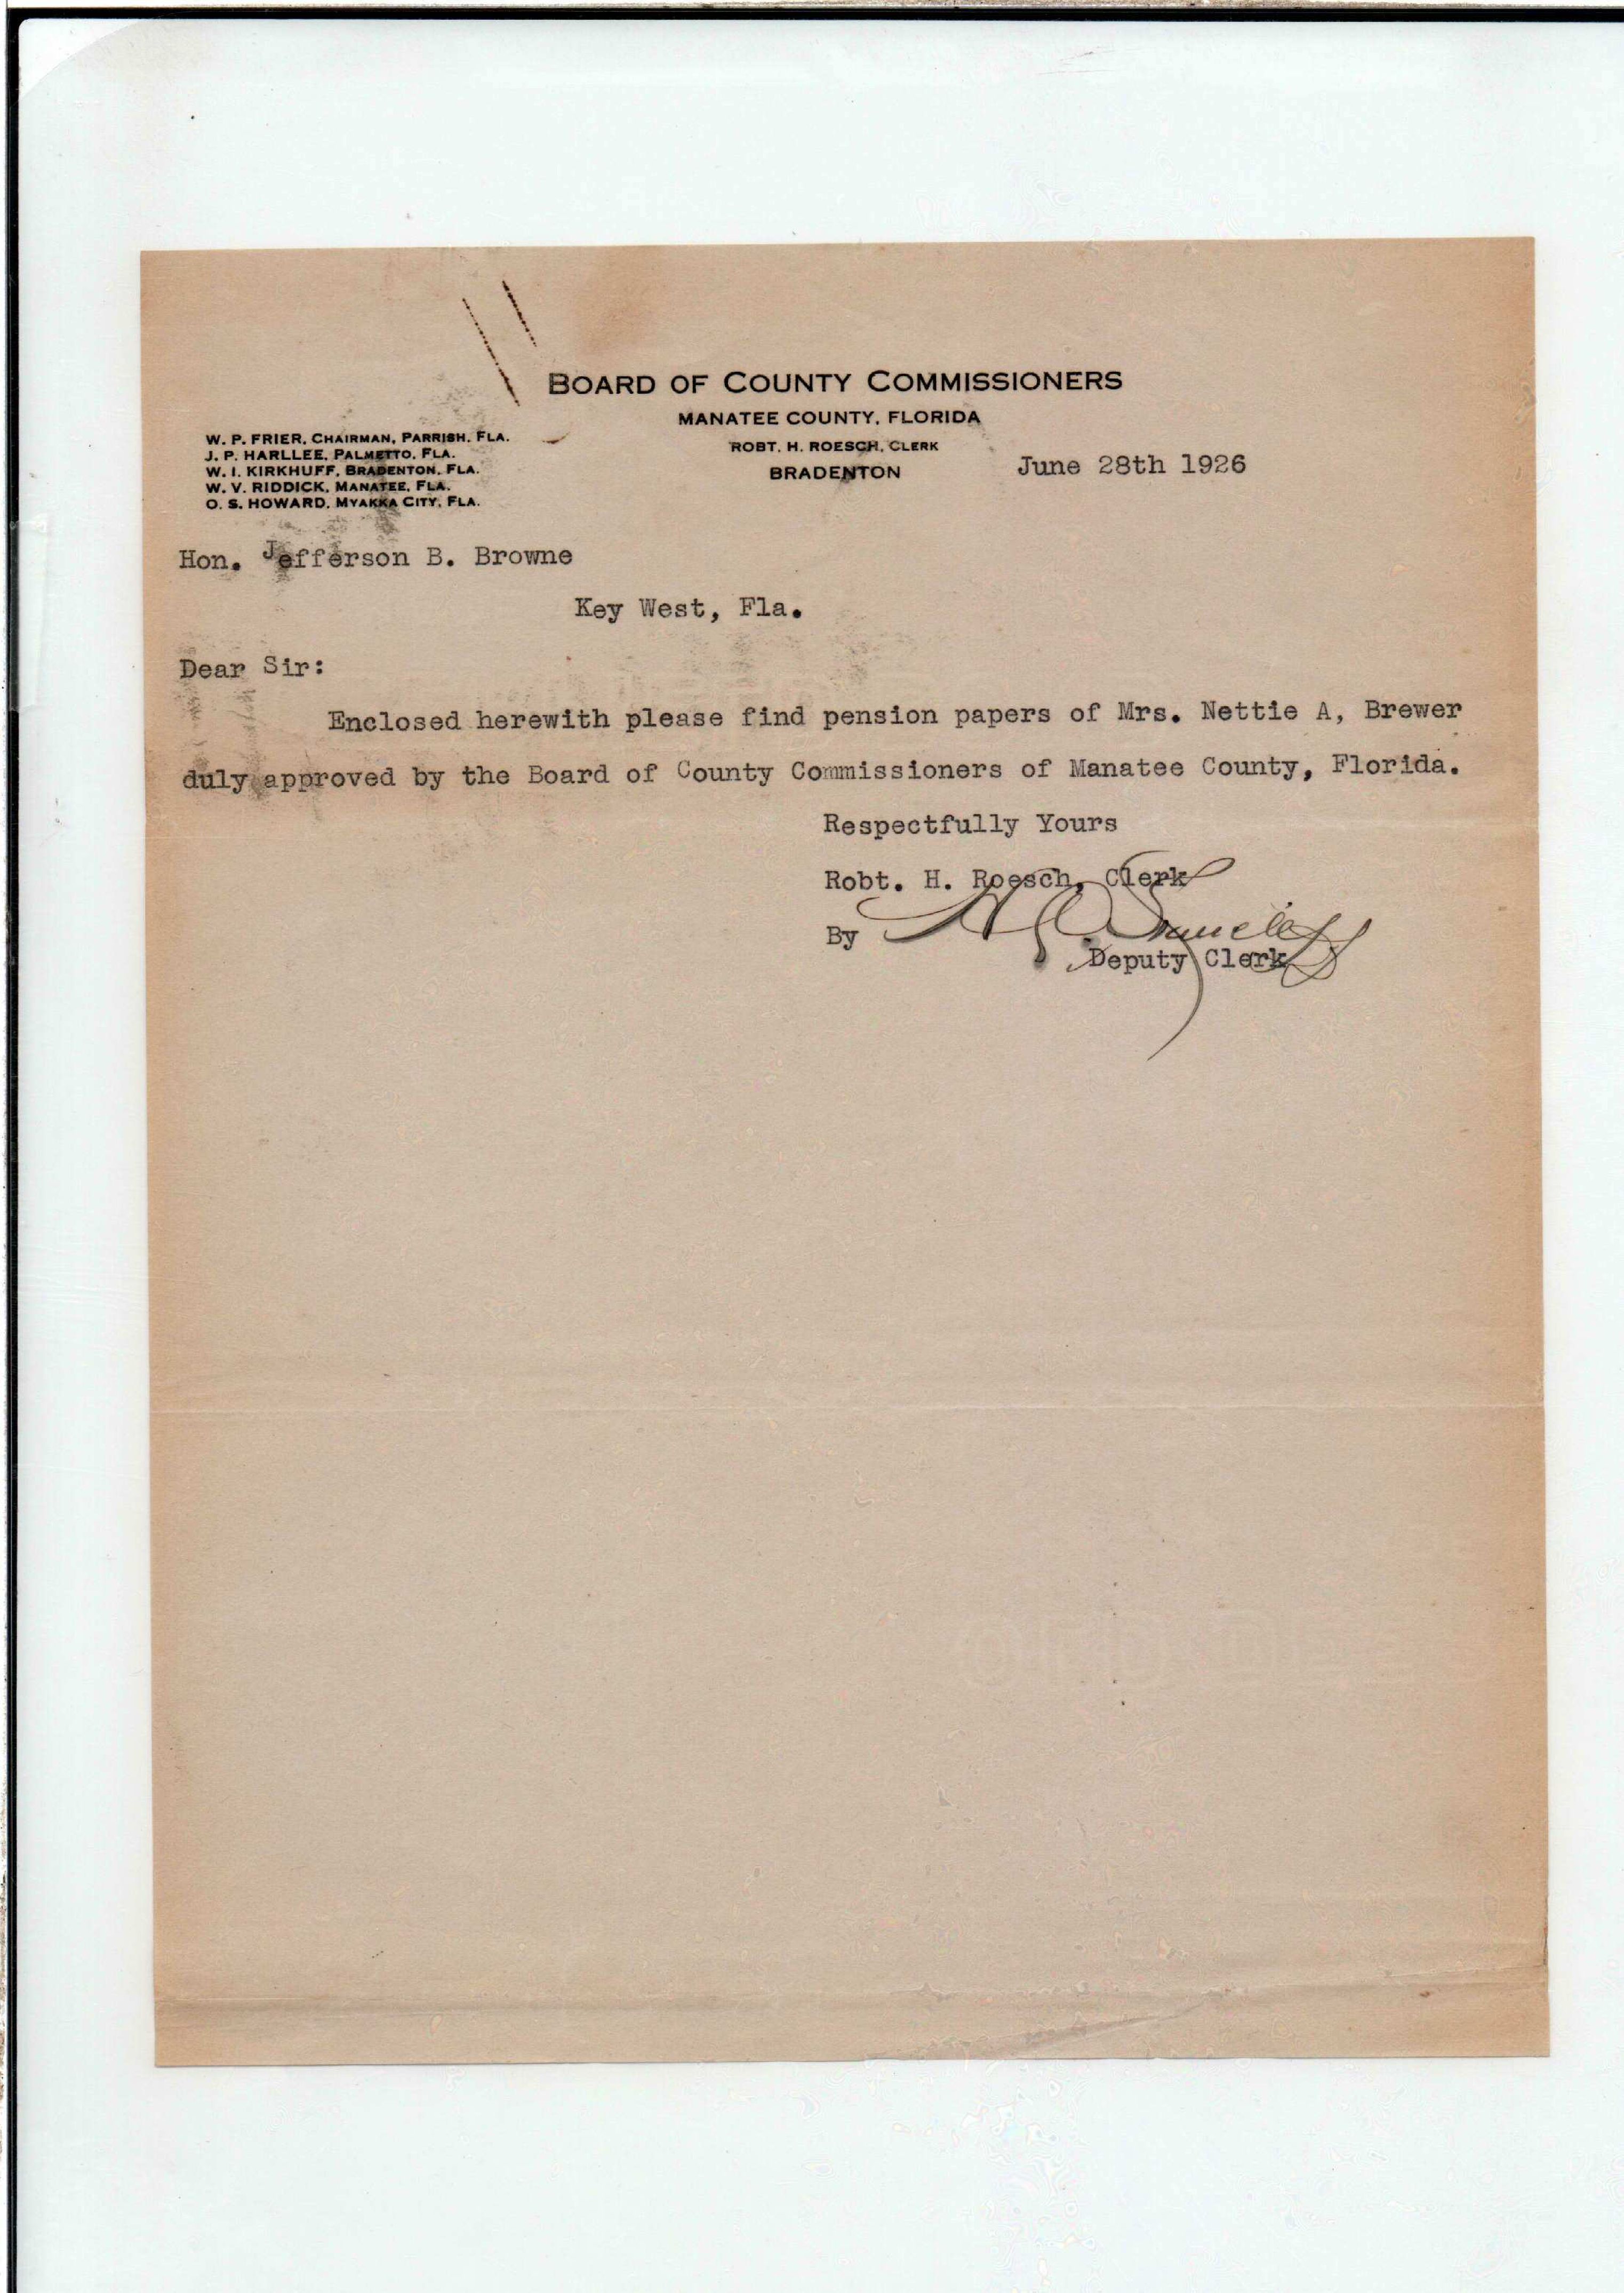 BOARD OF COUNTY COMMISSIONERS
MANATEE COUNTY, FLORIDA
ROBT. H. ROESCH, CLERK
BRADENTON
W. P. FRIER, CHAIRMAN, PARRISH, FLA.
J. P. HARLLEE, PALMETTO, FLA.
W. I. KIRKHUFF, BRADENTON, FLA.
W. V. RIDDICK, MANATEE, FLA.
O. S. HOWARD, MYAKKA CITY, FLA.
June 28th 1926
Hon. Jefferson B. Browne
Key West, Fla.
Dear Sir:
Enclosed herewith please find pension papers of Mrs. Nettie A, Brewer
duly approved by the Board of County Commissioners of Manatee County, Florida.
Respectfully Yours
Robt. H. Roesch, Clerk
By
Deputy Clerk